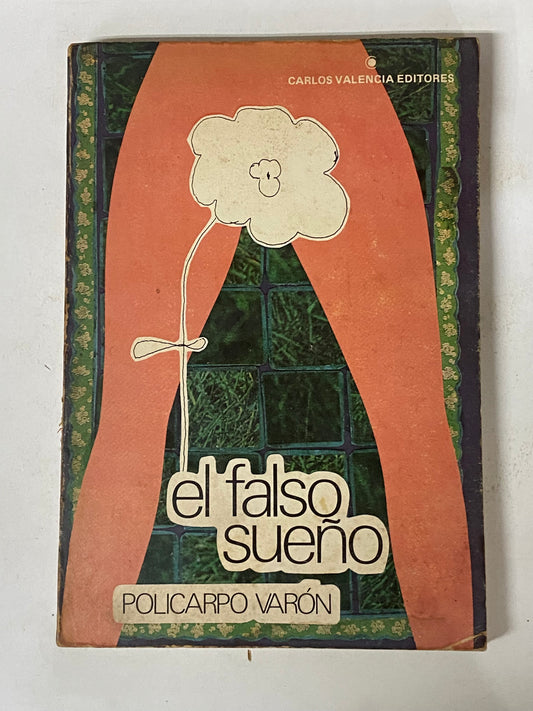 CARLOS VALENCIA EDITORES
el falso
sueño
POLICARPO VARÓN